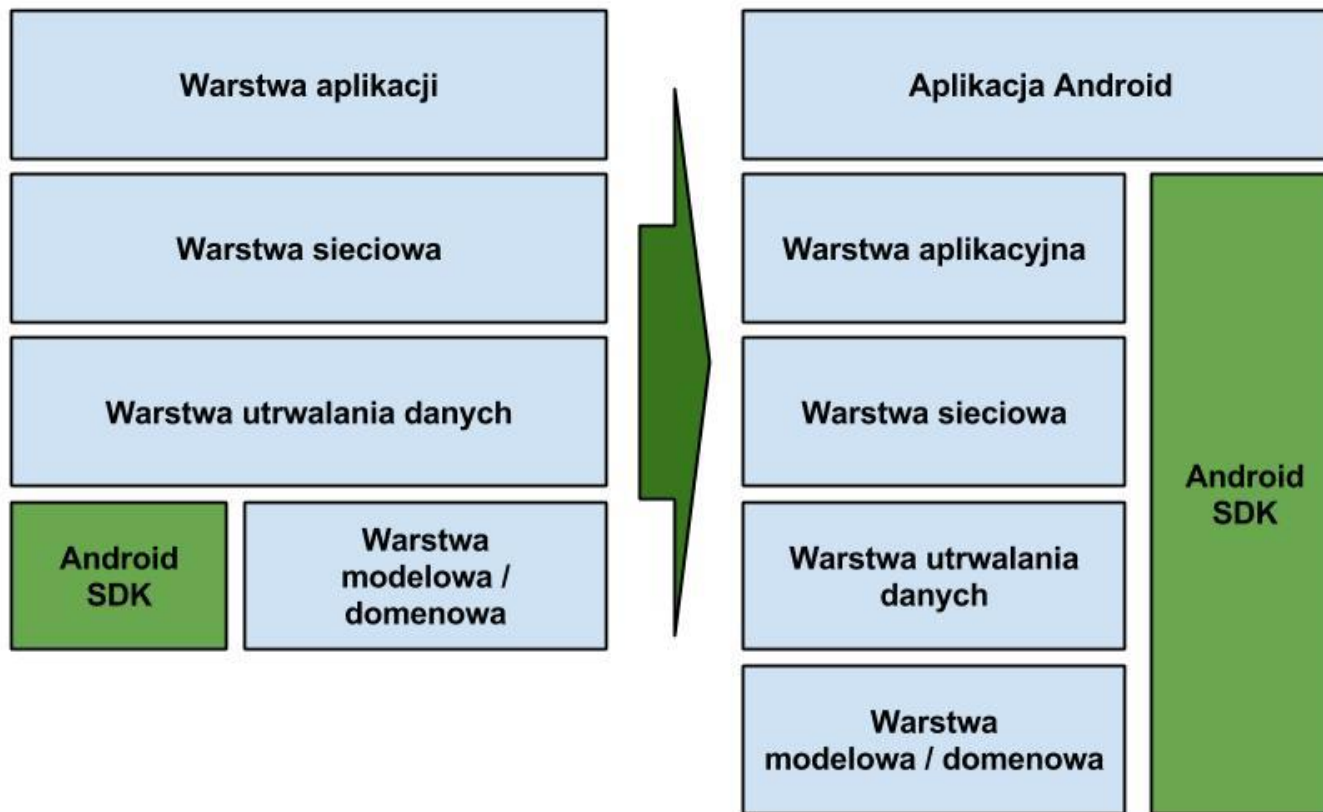 Warstwa aplikacji
Warstwa sieciowa
Warstwa utrwalania danych
Android
SDK
Warstwa
modelowa /
domenowa
Aplikacja Android
Warstwa aplikacyjna
Warstwa sieciowa
Warstwa utrwalania
danych
Warstwa
modelowa / domenowa
Android
SDK